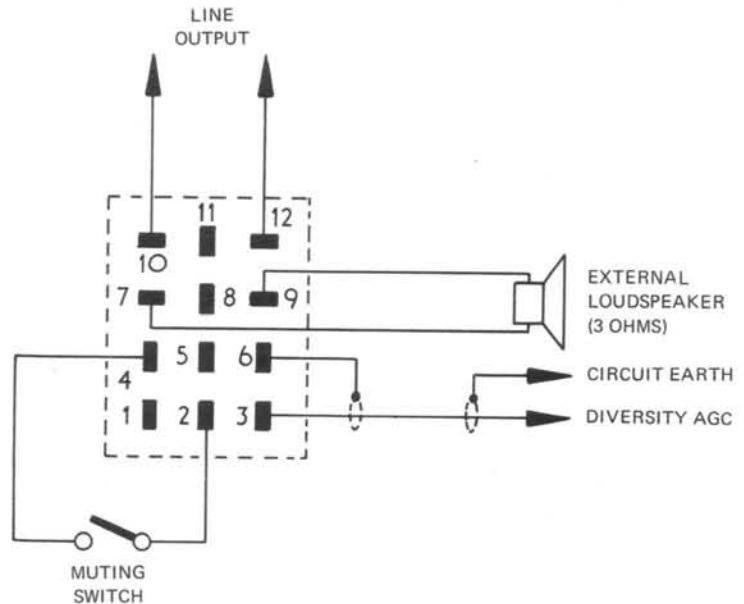 LINE
OUTPUT
11
12
10
7
8
9
EXTERNAL
LOUDSPEAKER
(3 OHMS)
5
6
4
CIRCUIT EARTH
1
2
3
DIVERSITY AGC
MUTING
SWITCH